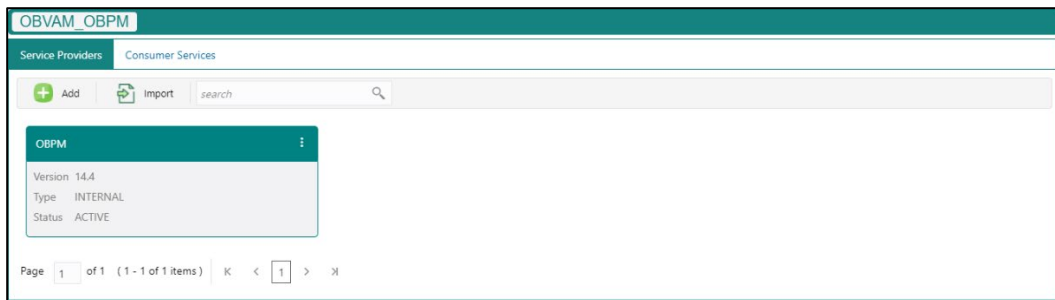 OBVAM_OBPM
Service Providers Consumer Services
Add Import search
OBPM
Version 14.4
Type INTERNAL
Status ACTIVE
Page 1 of 1 (1 - 1 of 1 items) K < 1 > >|